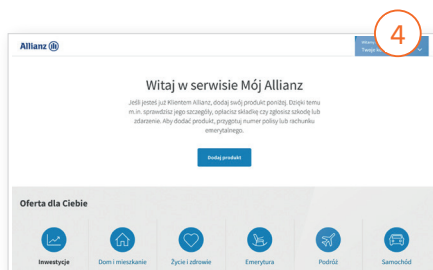 4
Allianz
Witaj w serwisie Mój Allianz
Jeśli jesteś już Klientem Allianz, dodaj swój produkt poniżej. Dzięki temu
m.in. sprawdzisz jego szczegóły, opłacisz składkę czy zgłosisz szkodę lub
zdarzenie. Aby dodać produkt, przygotuj numer polisy lub rachunku
emerytalnego.
Dodaj produkt
Oferta dla Ciebie
Inwestycje Dom i mieszkanie Życie i zdrowie Emerytura Podróż Samochód